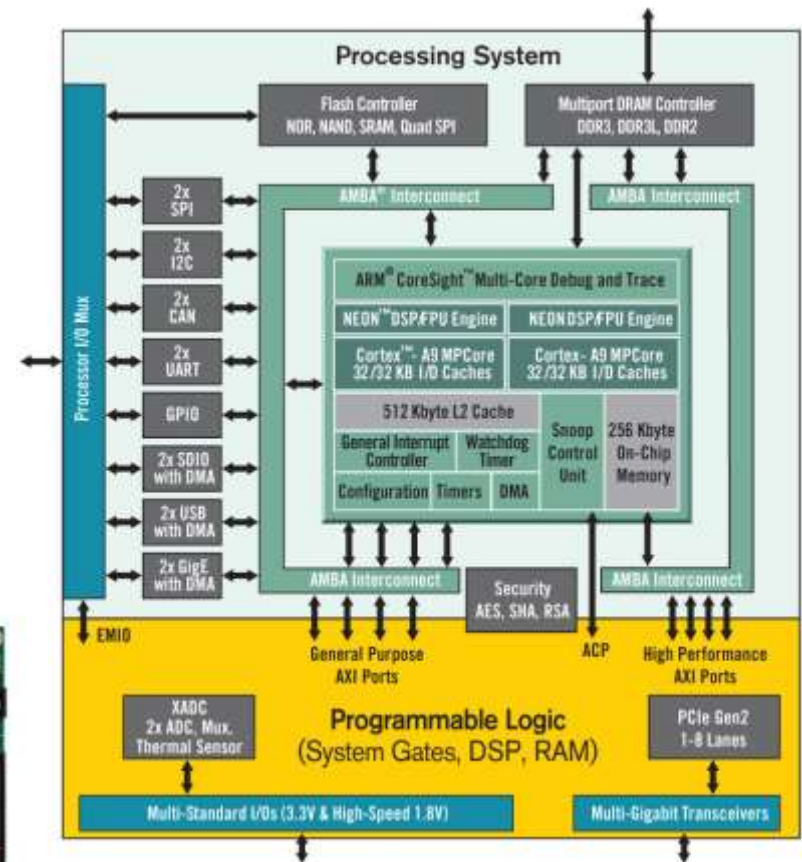 Processing System
Flash Controller
NOR, NAND, SRAM, Quad SPI
Multiport DRAM Controller
DDR3, DDR3L, DDR2
AMBA® Interconnect
AMBA Interconnect
Processor I/O Mux
2x
SPI
2x
I2C
2x
CAN
2x
UART
GPIO
2x SDIO
with DMA
2x USB
with DMA
2x GigE
with DMA
ARM® CoreSight™ Multi-Core Debug and Trace
NEON™ DSP/FPU Engine
NEON DSP/FPU Engine
Cortex™- A9 MPCore
32/32 KB I/D Caches
Cortex- A9 MPCore
32/32 KB I/D Caches
512 Kbyte L2 Cache
General Interrupt
Controller
Watchdog
Timer
Configuration
Timers
DMA
Snoop
Control
Unit
256 Kbyte
On-Chip
Memory
AMBA Interconnect
Security
AES, SHA, RSA
AMBA Interconnect
EMIO
General Purpose
AXI Ports
ACP
High Performance
AXI Ports
XADC
2x ADC, Mux,
Thermal Sensor
Programmable Logic
(System Gates, DSP, RAM)
PCIe Gen2
1-8 Lanes
Multi-Standard I/Os (3.3V & High-Speed 1.8V)
Multi-Gigabit Transceivers